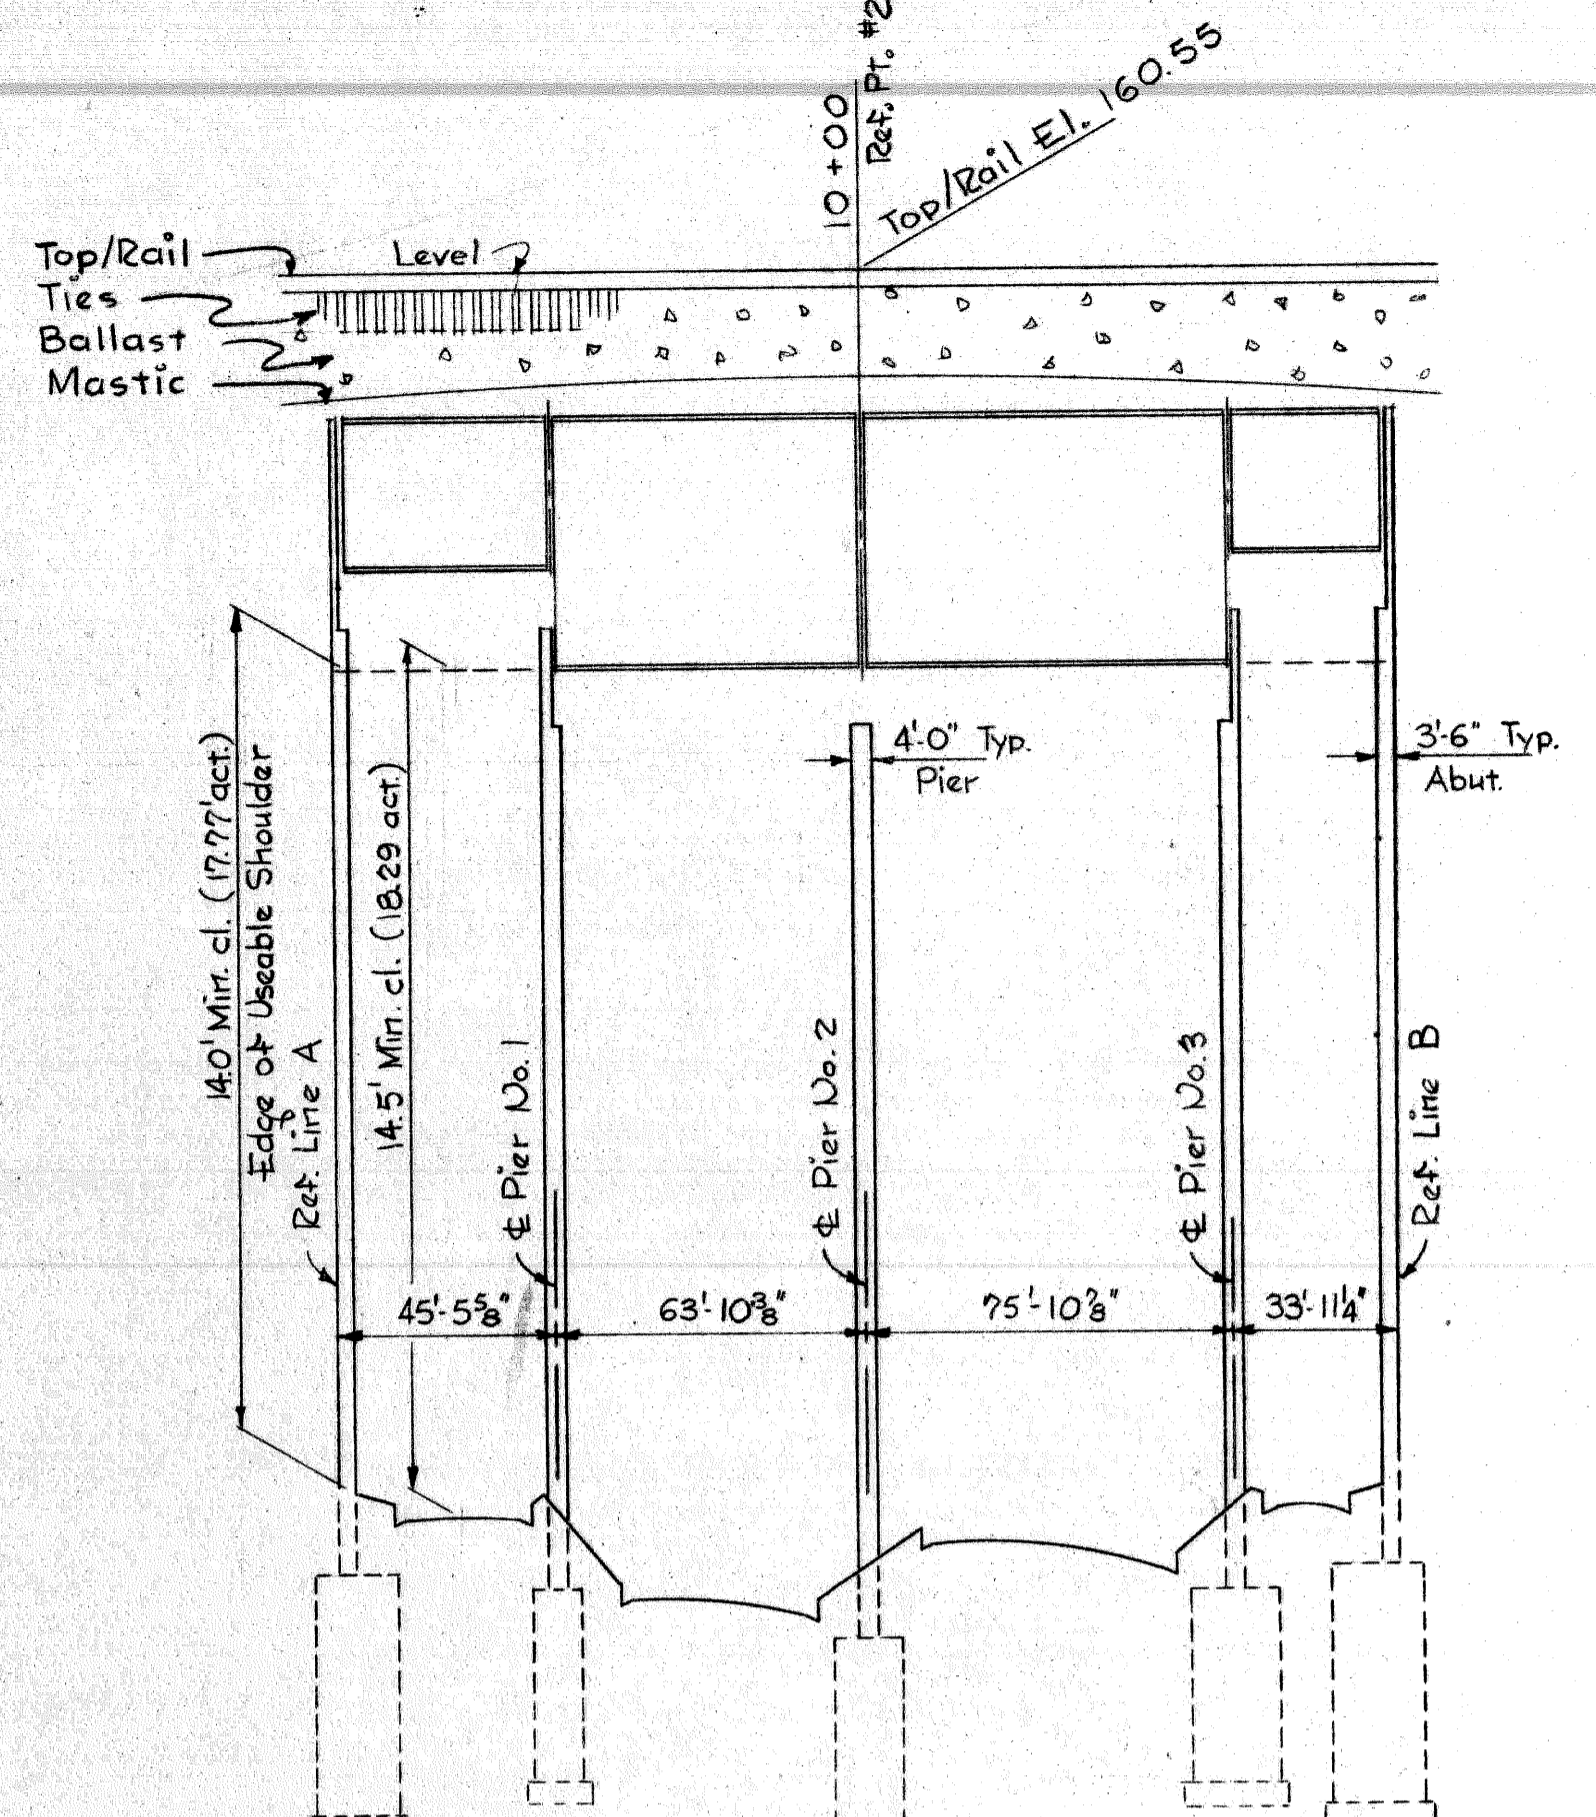 Ref. Pt. #2
10+00
Top/Rail El. 160.55
Top/Rail
Level
Ties
Ballast
Mastic
4'-0" Typ.
Pier
3'-6" Typ.
Abut.
14.0' Min. cl. (17.77' act.)
Edge of Useable Shoulder
Ref. Line A
14.5' Min. cl. (18.29 act.)
℄ Pier No. 1
℄ Pier No. 2
℄ Pier No. 3
Ref. Line B
45'-5⅝"
63'-10⅜"
75'-10⅞"
33'-11¼"